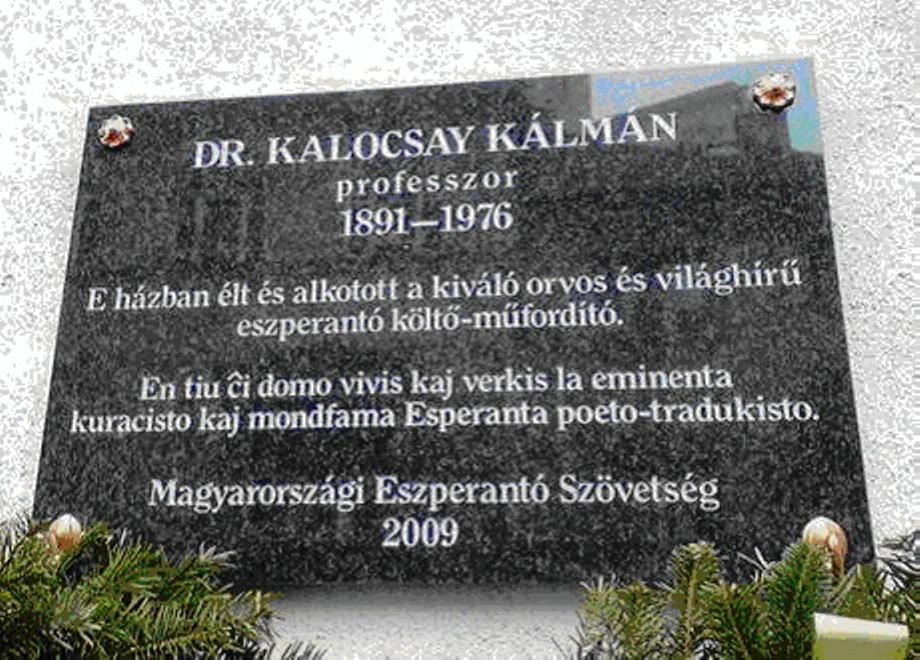 DR. KALOCSAY KÁLMÁN
professzor
1891—1976
E házban élt és alkotott a kiváló orvos és világhírű
eszperantó költő-műfordító.
En tiu ĉi domo vivis kaj verkis la eminenta
kuracisto kaj mondfama Esperanta poeto-tradukisto.
Magyarországi Eszperantó Szövetség
2009